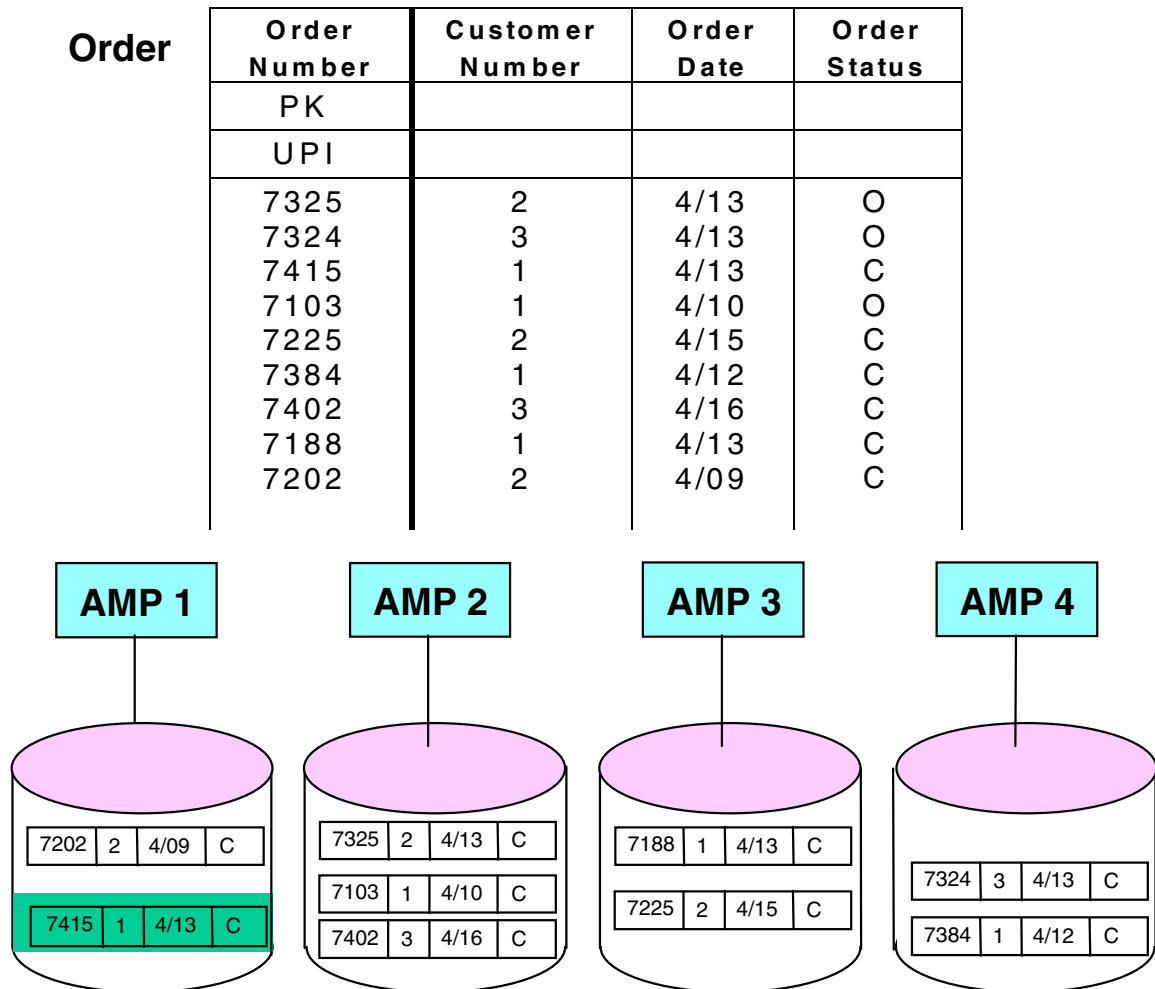 Order
Order Number Customer Number Order Date Order Status
PK
UPI
7325 2 4/13 O
7324 3 4/13 O
7415 1 4/13 C
7103 1 4/10 O
7225 2 4/15 C
7384 1 4/12 C
7402 3 4/16 C
7188 1 4/13 C
7202 2 4/09 C
AMP 1 AMP 2 AMP 3 AMP 4
7202 2 4/09 C
7415 1 4/13 C
7325 2 4/13 C
7103 1 4/10 C
7402 3 4/16 C
7188 1 4/13 C
7225 2 4/15 C
7324 3 4/13 C
7384 1 4/12 C